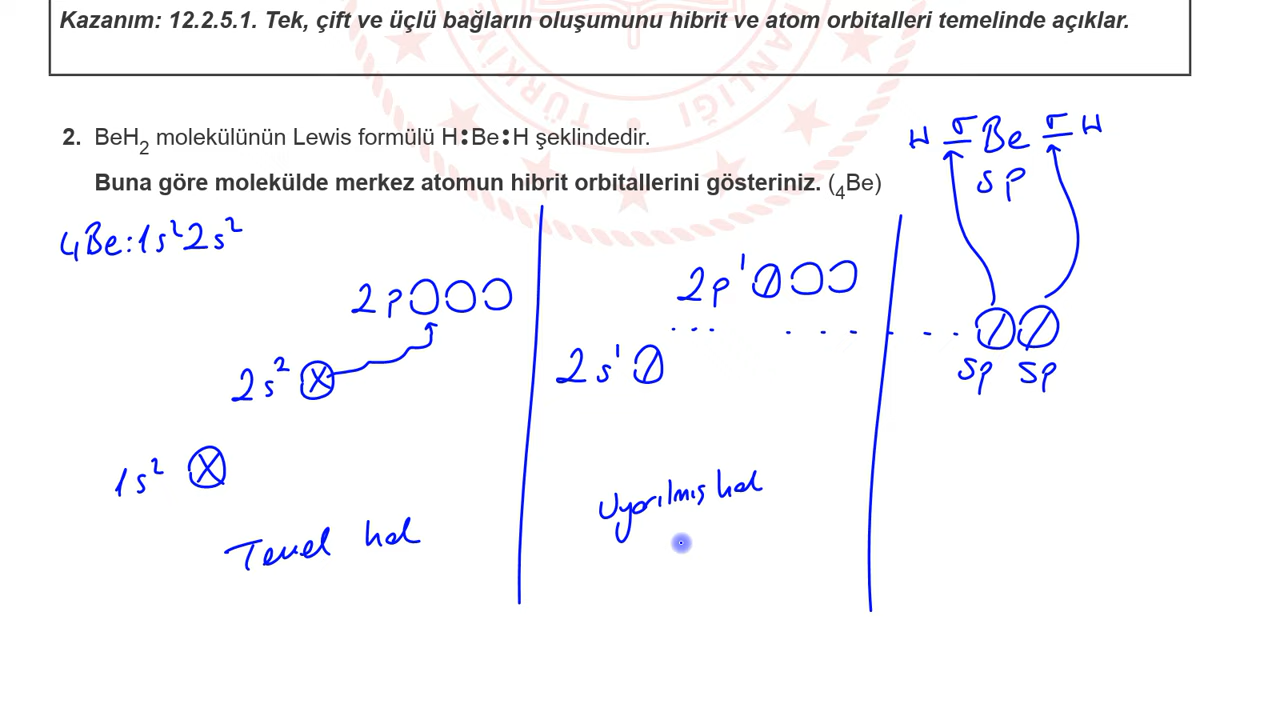 Kazanım: 12.2.5.1. Tek, çift ve üçlü bağların oluşumunu hibrit ve atom orbitalleri temelinde açıklar.
TÜRKİY ANLIĞI
2. BeH₂ molekülünün Lewis formülü H:Be:H şeklindedir.
Buna göre molekülde merkez atomun hibrit orbitallerini gösteriniz. (₄Be)
H σ Be σ H
sp
₄Be: 1s² 2s²
2p
2p¹
2s²
2s¹
sp sp
1s²
Temel hal
Uyarılmış hal